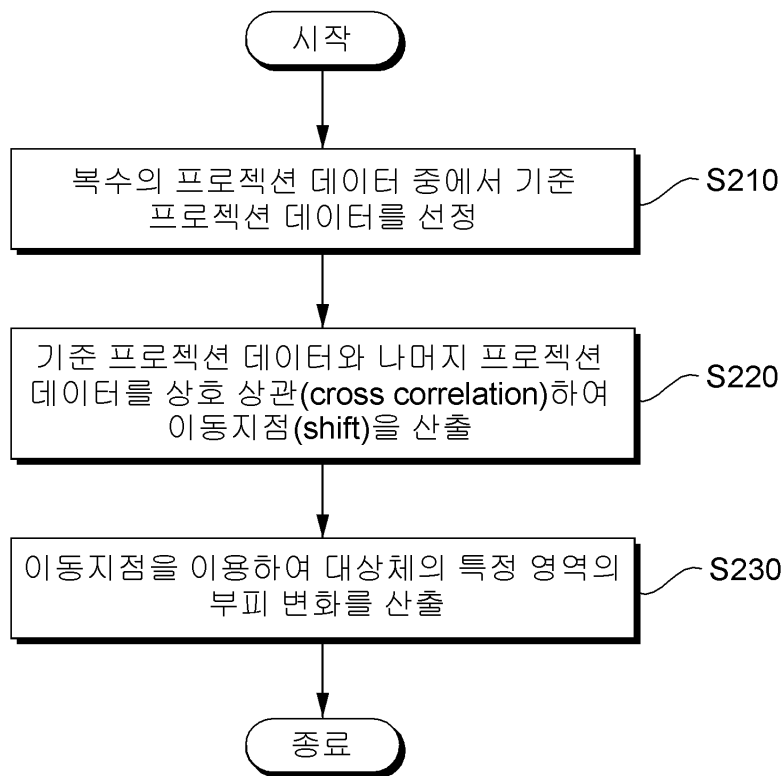 시작
복수의 프로젝션 데이터 중에서 기준
프로젝션 데이터를 선정
S210
기준 프로젝션 데이터와 나머지 프로젝션
데이터를 상호 상관(cross correlation)하여
이동지점(shift)을 산출
S220
이동지점을 이용하여 대상체의 특정 영역의
부피 변화를 산출
S230
종료